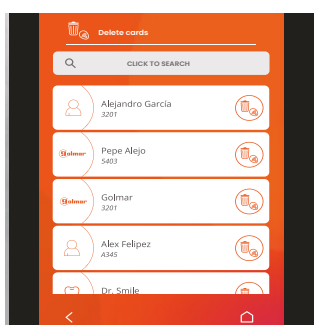 Delete cards
CLICK TO SEARCH
Alejandro García
3201
golmar
Pepe Alejo
5403
golmar
Golmar
3201
Alex Felipez
A345
Dr. Smile